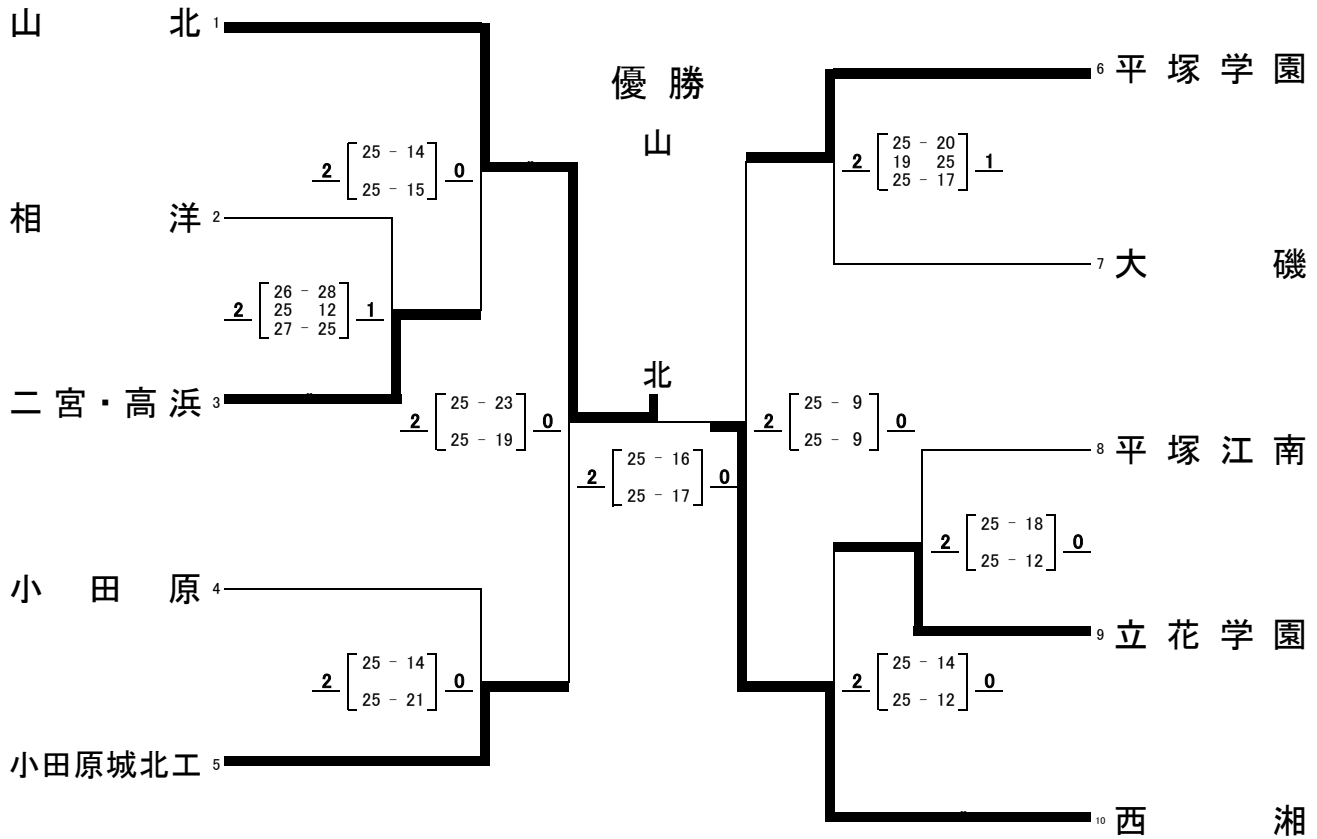 山北 1
優勝
山
北
2 [25 - 14 25 - 15] 0
相洋 2
2 [26 - 28 25 12 27 - 25] 1
二宮・高浜 3
2 [25 - 23 25 - 19] 0
小田原 4
2 [25 - 14 25 - 21] 0
小田原城北工 5
2 [25 - 16 25 - 17] 0
6 平塚学園
2 [25 - 20 19 25 25 - 17] 1
7 大磯
2 [25 - 9 25 - 9] 0
8 平塚江南
2 [25 - 18 25 - 12] 0
9 立花学園
2 [25 - 14 25 - 12] 0
10 西湘